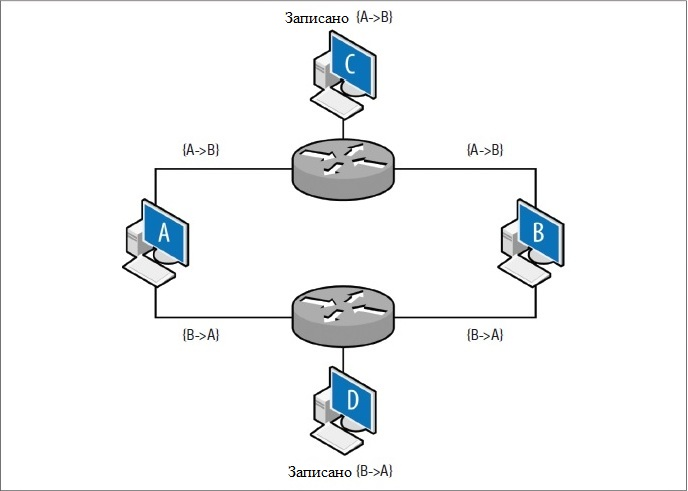 Записано {A->B}
C
{A->B}
{A->B}
A
B
{B->A}
{B->A}
D
Записано {B->A}